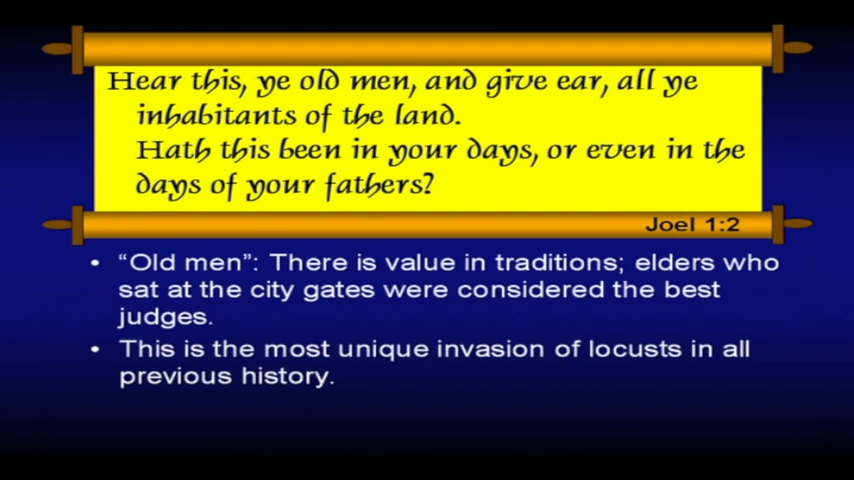 Hear this, ye old men, and give ear, all ye
inhabitants of the land.
Hath this been in your days, or even in the
days of your fathers?
Joel 1:2
• “Old men”: There is value in traditions; elders who
sat at the city gates were considered the best
judges.
• This is the most unique invasion of locusts in all
previous history.